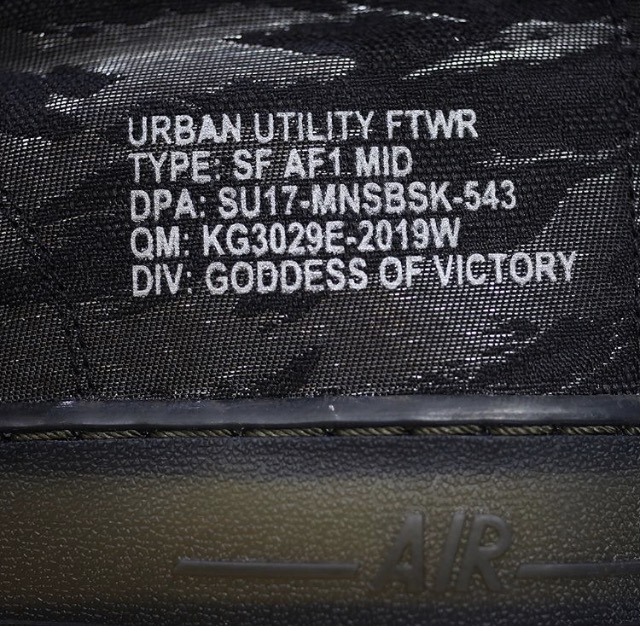 URBAN UTILITY FTWR
TYPE: SF AF1 MID
DPA: SU17-MNSBSK-543
QM: KG3029E-2019W
DIV: GODDESS OF VICTORY
AIR